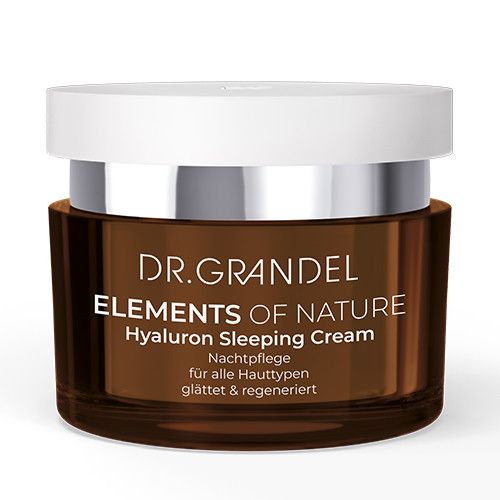 DR.GRANDEL
ELEMENTS OF NATURE
Hyaluron Sleeping Cream
Nachtpflege
für alle Hauttypen
glättet & regeneriert